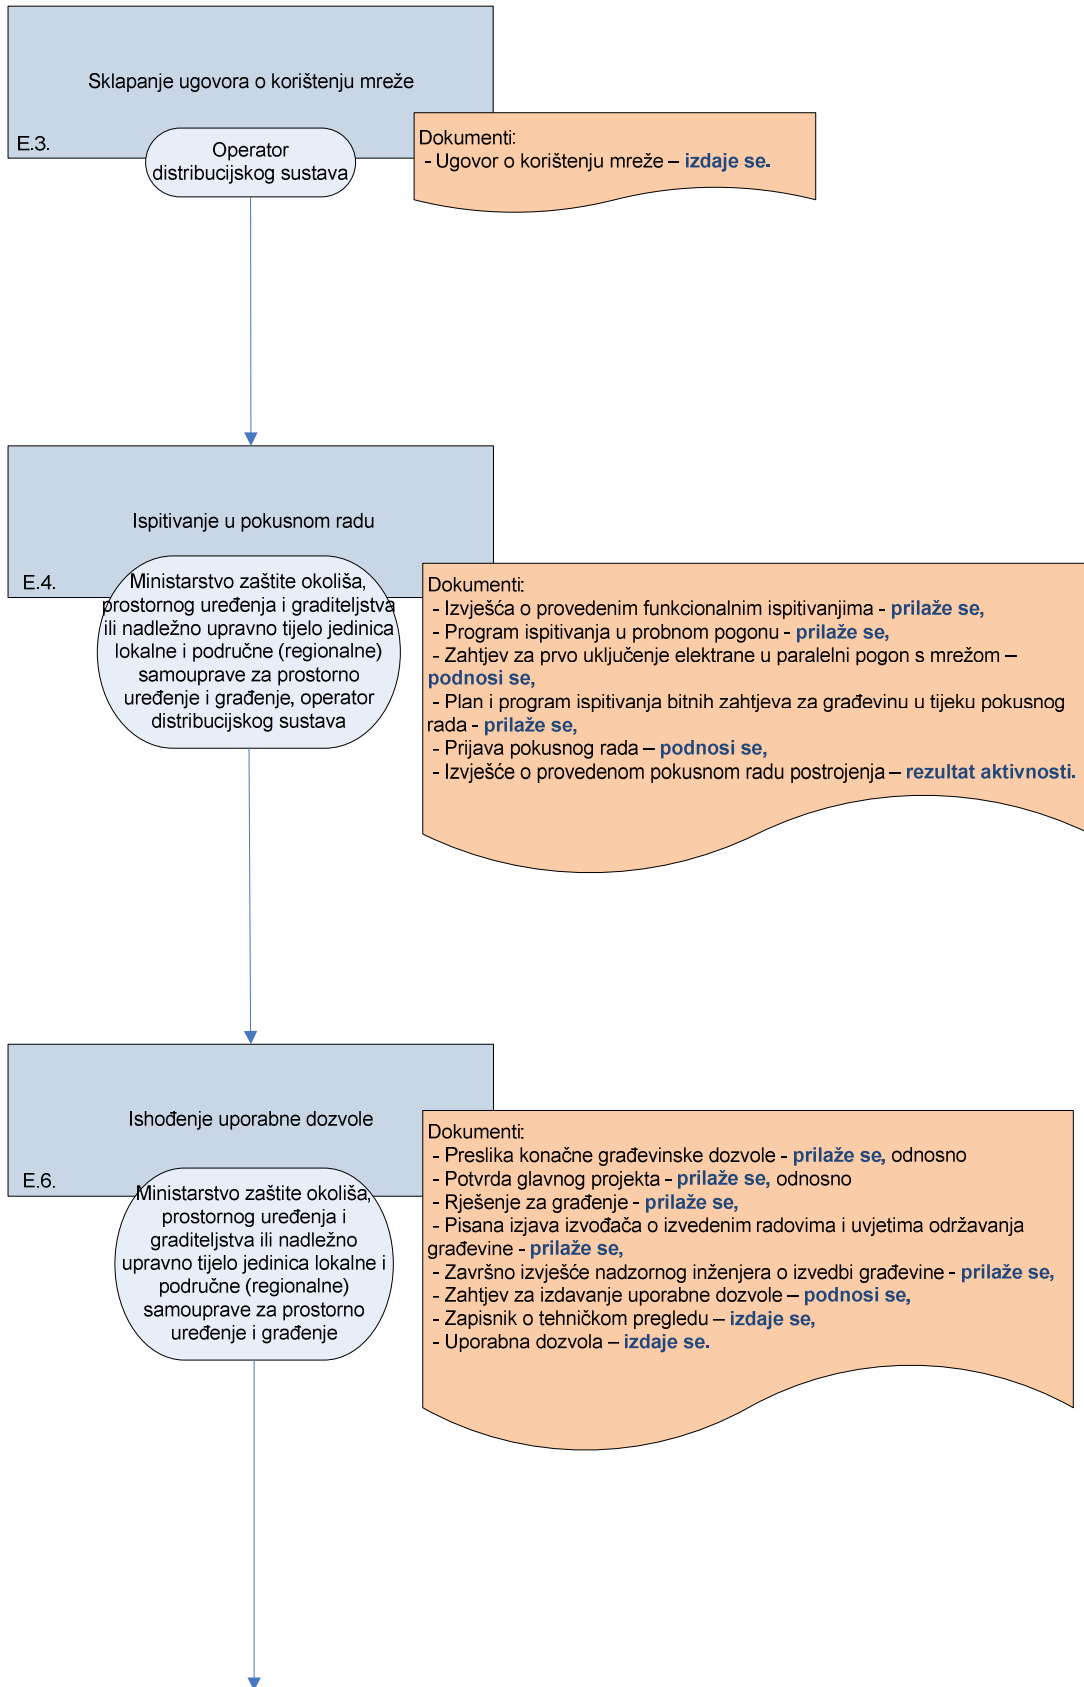 Sklapanje ugovora o korištenju mreže
E.3.
Operator
distribucijskog sustava
Dokumenti:
- Ugovor o korištenju mreže – izdaje se.
Ispitivanje u pokusnom radu
E.4.
Ministarstvo zaštite okoliša,
prostornog uređenja i graditeljstva
ili nadležno upravno tijelo jedinica
lokalne i područne (regionalne)
samouprave za prostorno
uređenje i građenje, operator
distribucijskog sustava
Dokumenti:
- Izvješća o provedenim funkcionalnim ispitivanjima - prilaže se,
- Program ispitivanja u probnom pogonu - prilaže se,
- Zahtjev za prvo uključenje elektrane u paralelni pogon s mrežom –
podnosi se,
- Plan i program ispitivanja bitnih zahtjeva za građevinu u tijeku pokusnog
rada - prilaže se,
- Prijava pokusnog rada – podnosi se,
- Izvješće o provedenom pokusnom radu postrojenja – rezultat aktivnosti.
Ishođenje uporabne dozvole
E.6.
Ministarstvo zaštite okoliša,
prostornog uređenja i
graditeljstva ili nadležno
upravno tijelo jedinica lokalne i
područne (regionalne)
samouprave za prostorno
uređenje i građenje
Dokumenti:
- Preslika konačne građevinske dozvole - prilaže se, odnosno
- Potvrda glavnog projekta - prilaže se, odnosno
- Rješenje za građenje - prilaže se,
- Pisana izjava izvođača o izvedenim radovima i uvjetima održavanja
građevine - prilaže se,
- Završno izvješće nadzornog inženjera o izvedbi građevine - prilaže se,
- Zahtjev za izdavanje uporabne dozvole – podnosi se,
- Zapisnik o tehničkom pregledu – izdaje se,
- Uporabna dozvola – izdaje se.